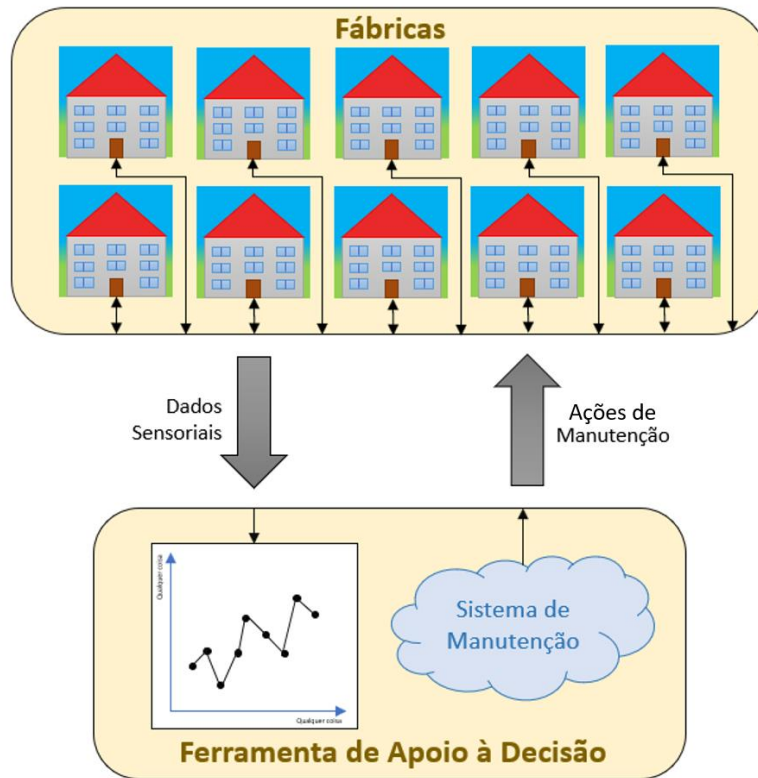 Fábricas
Dados
Sensoriais
Ações de
Manutenção
Qualquer coisa
Qualquer coisa
Sistema de
Manutenção
Ferramenta de Apoio à Decisão